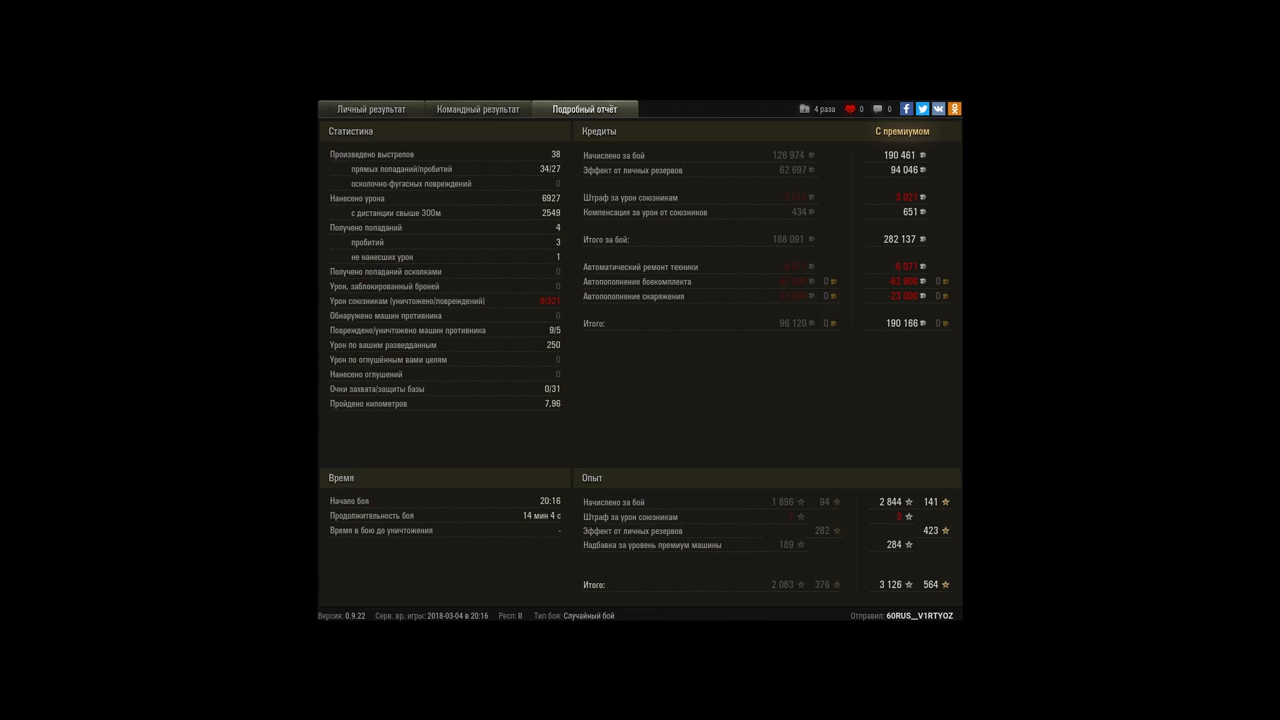 Личный результат Командный результат Подробный отчёт 4 раза 0 0
Статистика
Произведено выстрелов 38
прямых попаданий/пробитий 34/27
осколочно-фугасных повреждений 0
Нанесено урона 6927
с дистанции свыше 300м 2549
Получено попаданий 4
пробитий 3
не нанесших урон 1
Получено попаданий осколками 0
Урон, заблокированный броней 0
Урон союзникам (уничтожено/повреждений) 0/321
Обнаружено машин противника 0
Повреждено/уничтожено машин противника 9/5
Урон по вашим разведданным 250
Урон по оглушённым вами целям 0
Нанесено оглушений 0
Очки захвата/защиты базы 0/31
Пройдено километров 7,96
Кредиты С премиумом
Начислено за бой 126 974 190 461
Эффект от личных резервов 62 697 94 046
Штраф за урон союзникам 3 021
Компенсация за урон от союзников 434 651
Итого за бой: 188 091 282 137
Автоматический ремонт техники -6 071
Автопополнение боекомплекта 0 -62 900 0
Автопополнение снаряжения 0 -23 000 0
Итого: 96 120 0 190 166 0
Время
Начало боя 20:16
Продолжительность боя 14 мин 4 с
Время в бою до уничтожения -
Опыт
Начислено за бой 1 896 94 2 844 141
Штраф за урон союзникам -3
Эффект от личных резервов 282 423
Надбавка за уровень премиум машины 189 284
Итого: 2 083 376 3 126 564
Версия: 0.9.22 Серв. вр. игры: 2018-03-04 в 20:16 Респ: II Тип боя: Случайный бой Отправил: 60RUS__V1RTYOZ